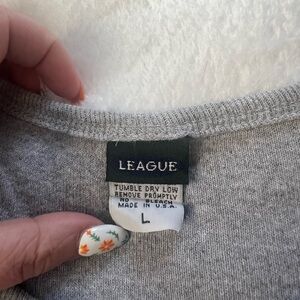 LEAGUE
TUMBLE DRY LOW
REMOVE PROMPTLY
NO BLEACH
MADE IN U.S.A.
L